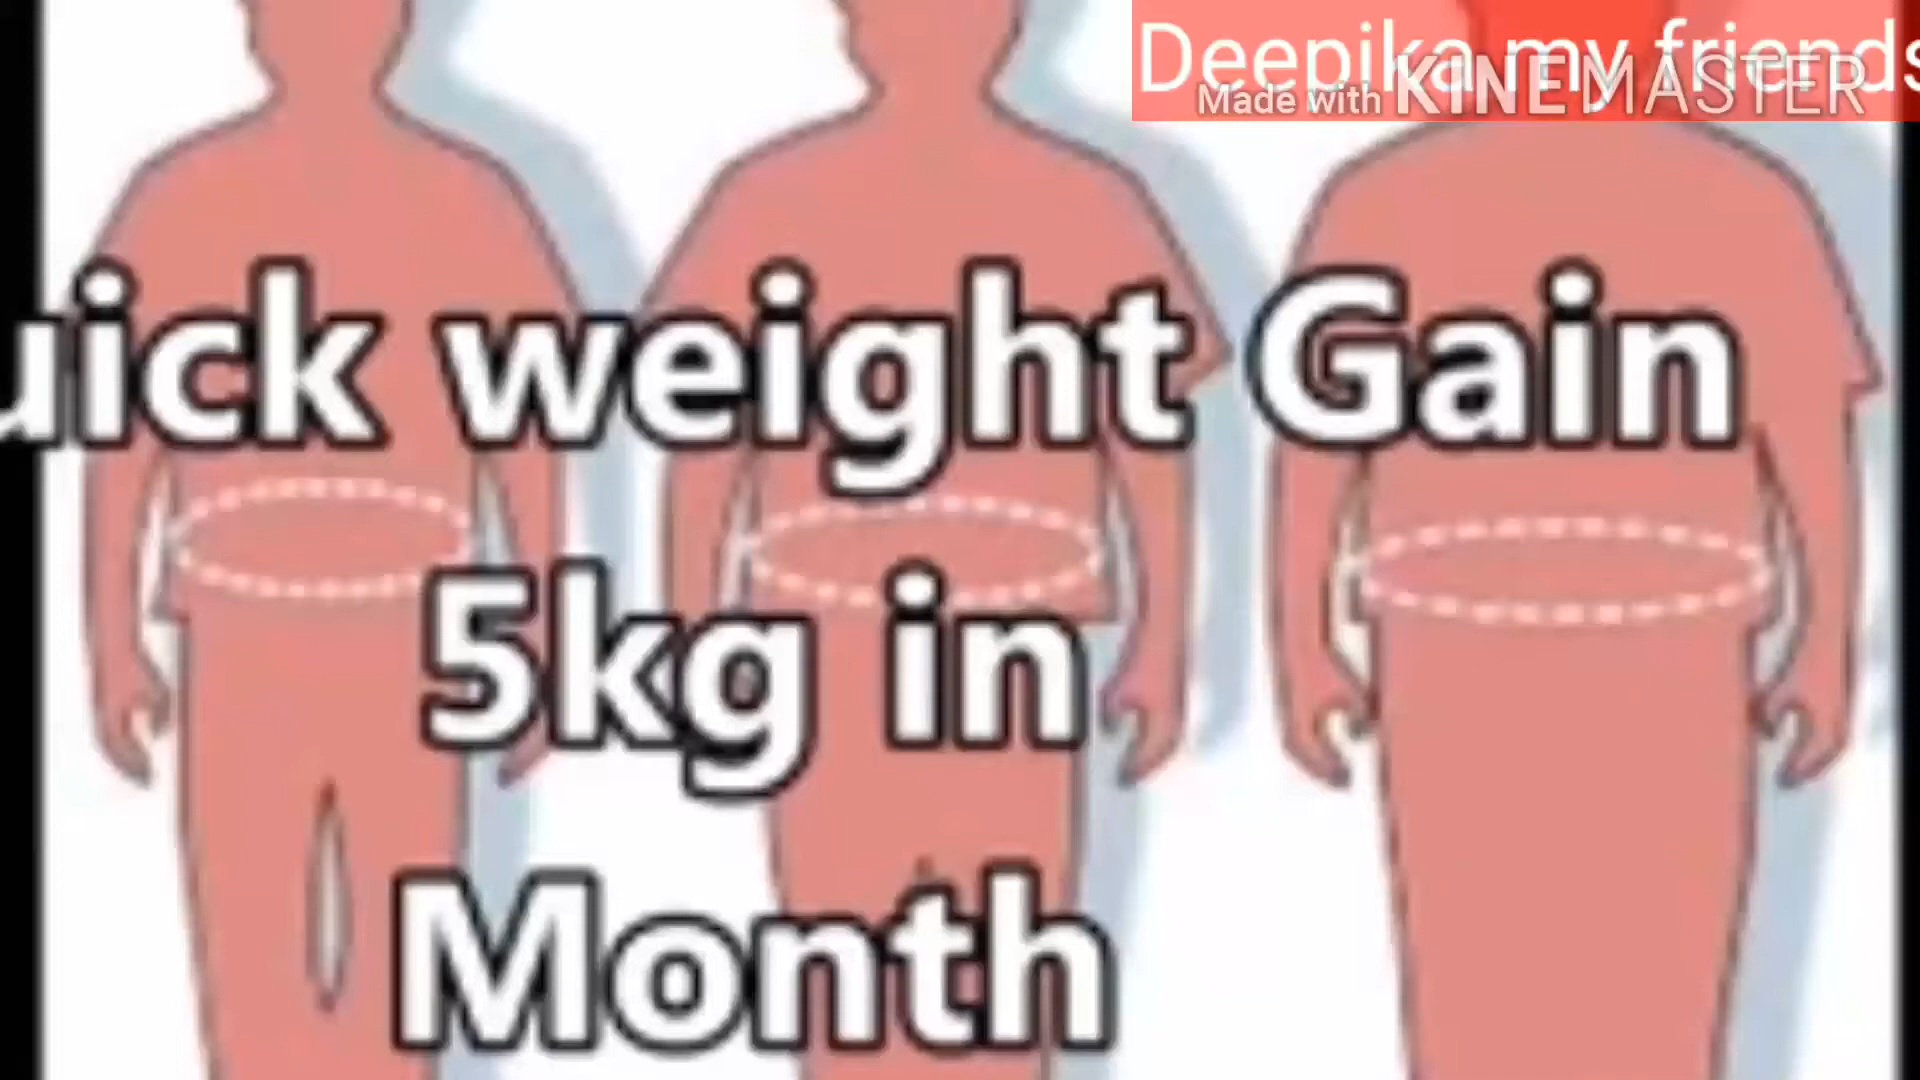 Deepika my friends
Made with KINEMASTER
uick weight Gain
5kg in
Month